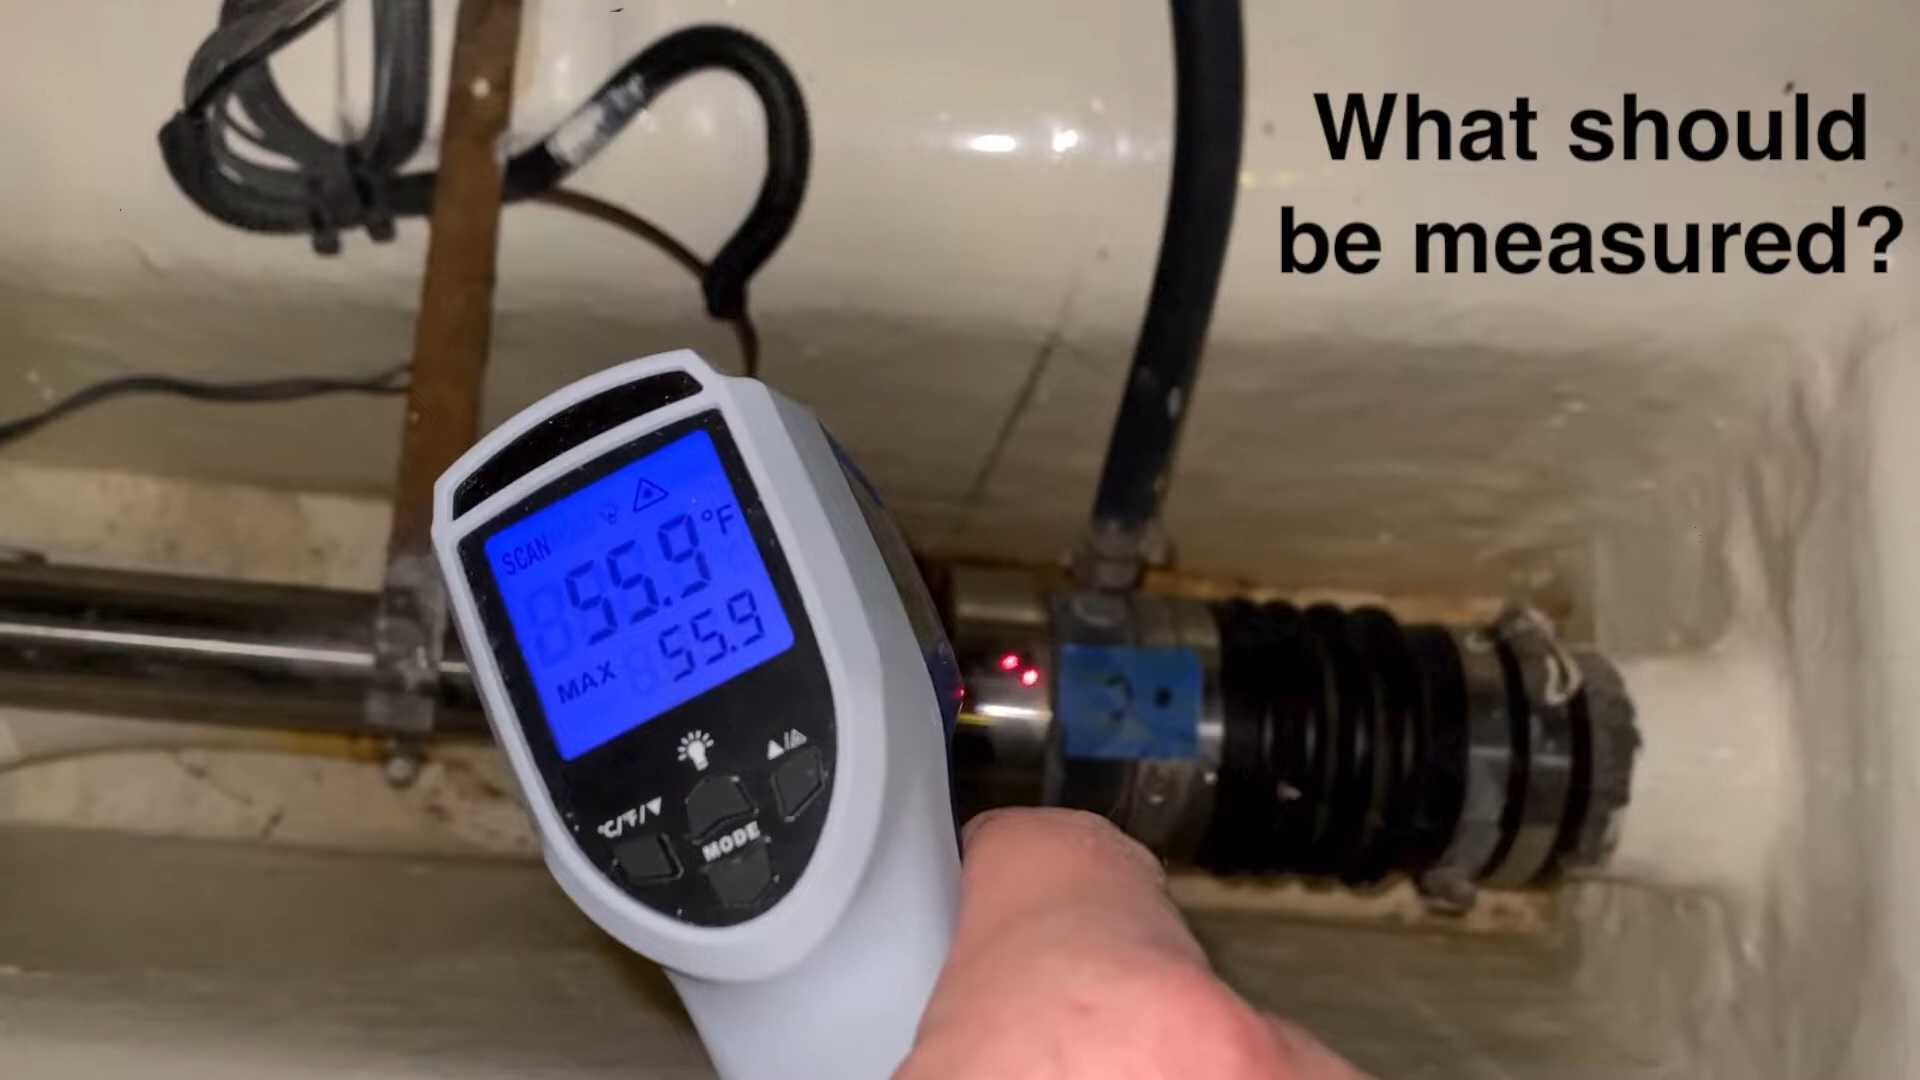 What should
be measured?
SCAN
55.9 °F
MAX 55.9
°C/°F/▼
MODE